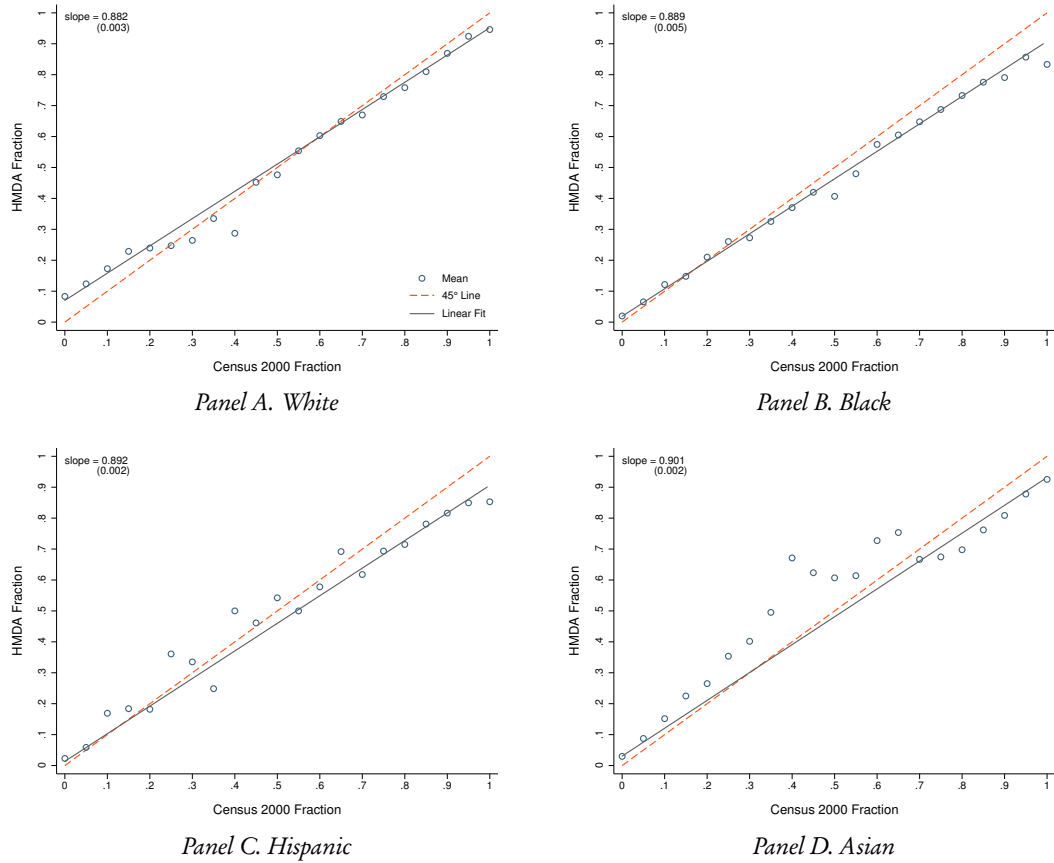 slope = 0.882
(0.003)
HMDA Fraction
1
.9
.8
.7
.6
.5
.4
.3
.2
.1
0
Mean
45° Line
Linear Fit
0 .1 .2 .3 .4 .5 .6 .7 .8 .9 1
Census 2000 Fraction
Panel A. White
slope = 0.889
(0.005)
HMDA Fraction
1
.9
.8
.7
.6
.5
.4
.3
.2
.1
0
0 .1 .2 .3 .4 .5 .6 .7 .8 .9 1
Census 2000 Fraction
Panel B. Black
slope = 0.892
(0.002)
HMDA Fraction
1
.9
.8
.7
.6
.5
.4
.3
.2
.1
0
0 .1 .2 .3 .4 .5 .6 .7 .8 .9 1
Census 2000 Fraction
Panel C. Hispanic
slope = 0.901
(0.002)
HMDA Fraction
1
.9
.8
.7
.6
.5
.4
.3
.2
.1
0
0 .1 .2 .3 .4 .5 .6 .7 .8 .9 1
Census 2000 Fraction
Panel D. Asian